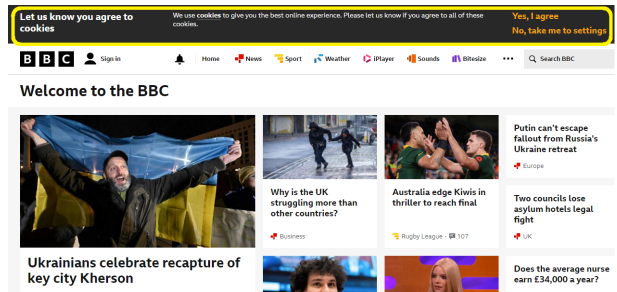 Let us know you agree to
cookies
We use cookies to give you the best online experience. Please let us know if you agree to all of these
cookies.
Yes, I agree
No, take me to settings
BBC
Sign in
Home
News
Sport
Weather
iPlayer
Sounds
Bitesize
Search BBC
Welcome to the BBC
Ukrainians celebrate recapture of
key city Kherson
Why is the UK
struggling more than
other countries?
Business
Australia edge Kiwis in
thriller to reach final
Rugby League
107
Putin can't escape
fallout from Russia's
Ukraine retreat
Europe
Two councils lose
asylum hotels legal
fight
UK
Does the average nurse
earn £34,000 a year?